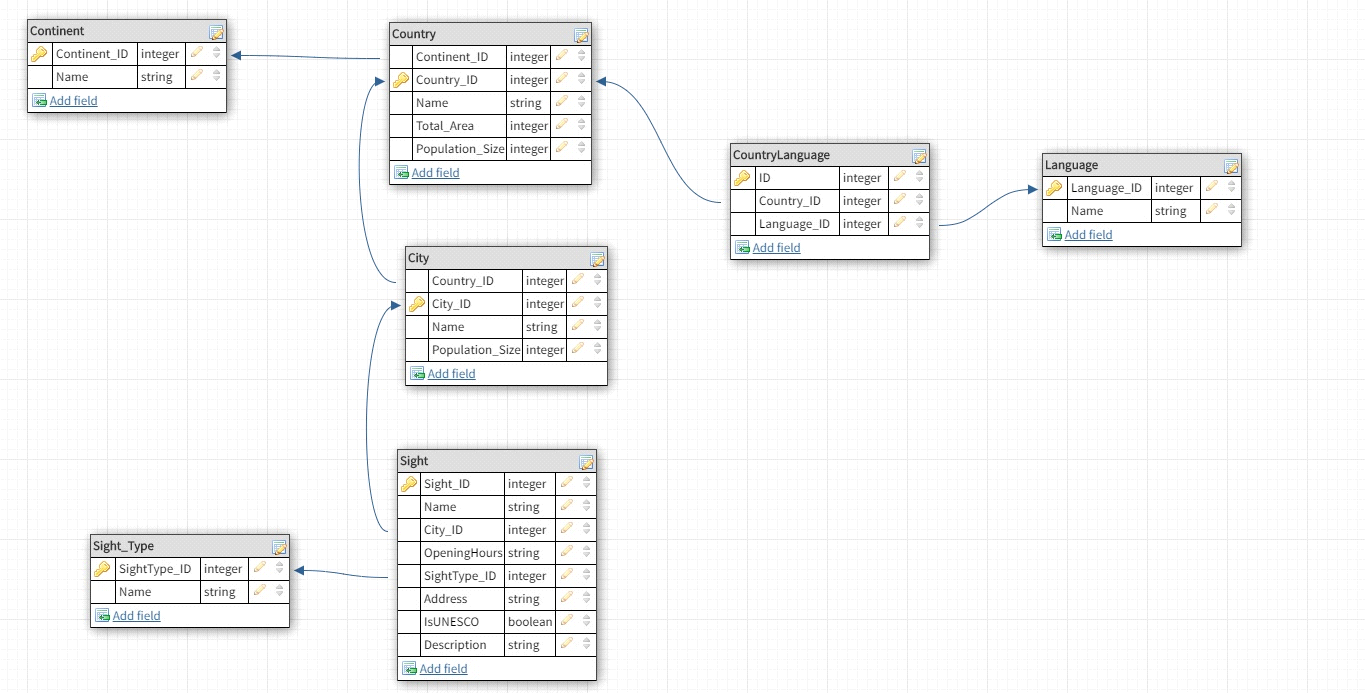 Continent
Continent_ID integer
Name string
Add field
Country
Continent_ID integer
Country_ID integer
Name string
Total_Area integer
Population_Size integer
Add field
CountryLanguage
ID integer
Country_ID integer
Language_ID integer
Add field
Language
Language_ID integer
Name string
Add field
City
Country_ID integer
City_ID integer
Name string
Population_Size integer
Add field
Sight
Sight_ID integer
Name string
City_ID integer
OpeningHours string
SightType_ID integer
Address string
IsUNESCO boolean
Description string
Add field
Sight_Type
SightType_ID integer
Name string
Add field